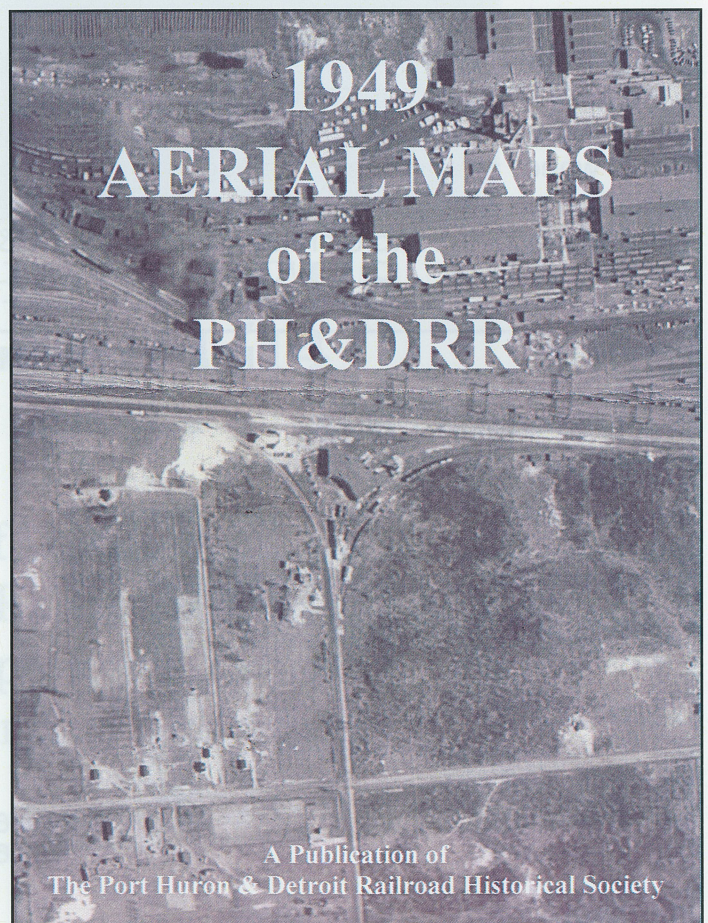 1949
AERIAL MAPS
of the
PH&DRR
A Publication of
The Port Huron & Detroit Railroad Historical Society